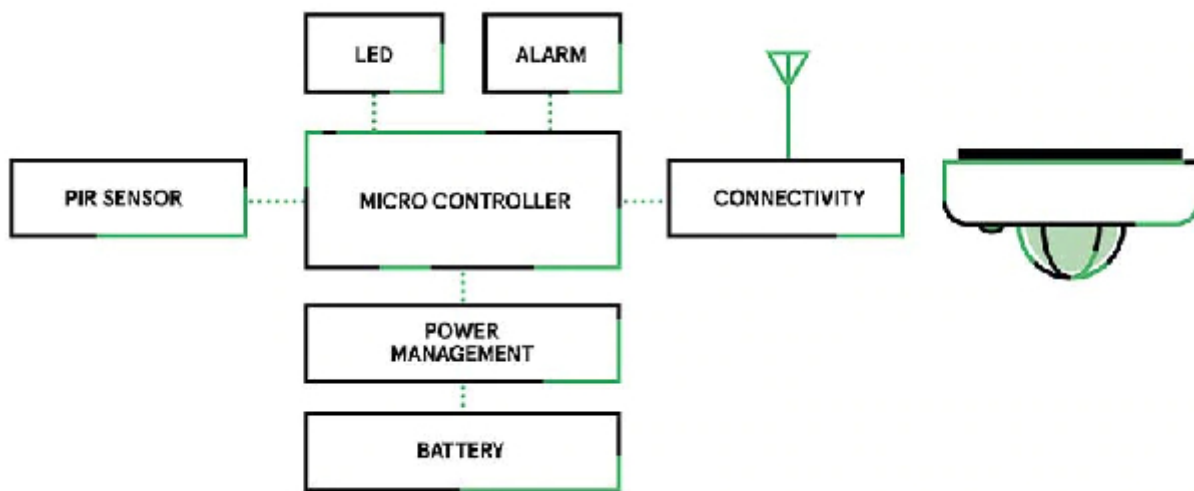 LED
ALARM
PIR SENSOR
MICRO CONTROLLER
CONNECTIVITY
POWER
MANAGEMENT
BATTERY